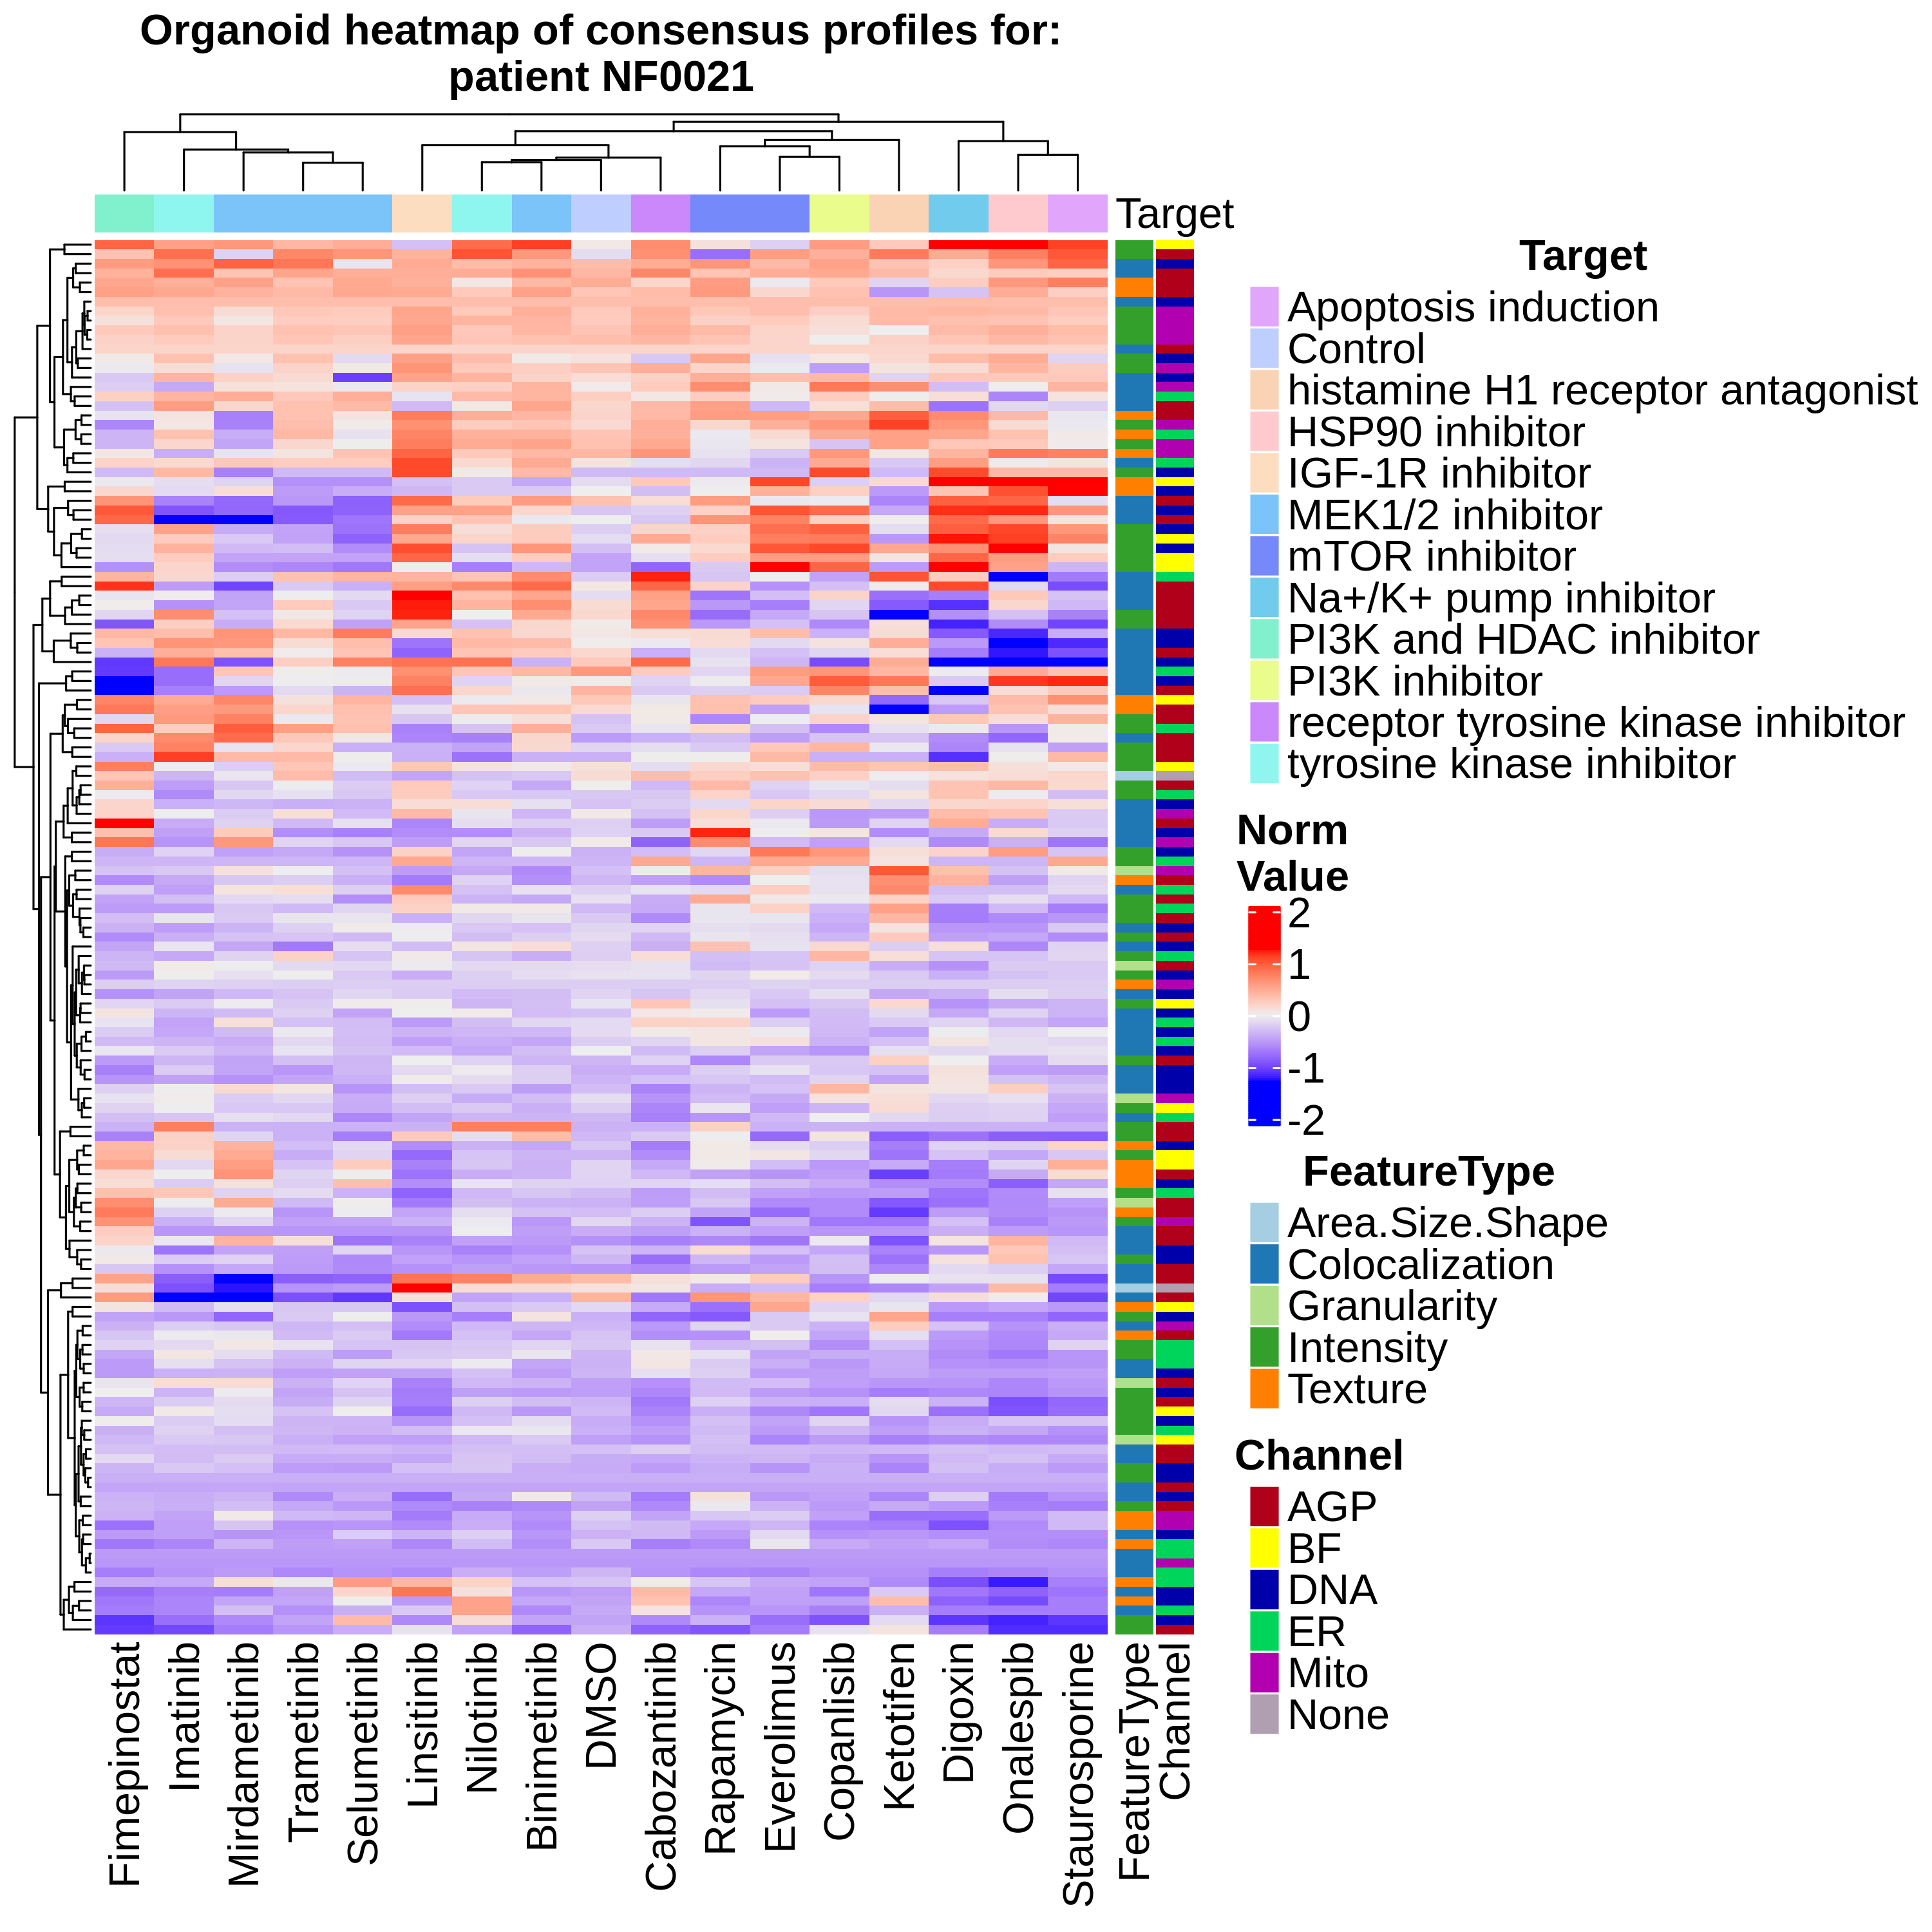 Organoid heatmap of consensus profiles for:
patient NF0021
Target
Target
Apoptosis induction
Control
histamine H1 receptor antagonist
HSP90 inhibitor
IGF-1R inhibitor
MEK1/2 inhibitor
mTOR inhibitor
Na+/K+ pump inhibitor
PI3K and HDAC inhibitor
PI3K inhibitor
receptor tyrosine kinase inhibitor
tyrosine kinase inhibitor
Norm
Value
2
1
0
-1
-2
FeatureType
Area.Size.Shape
Colocalization
Granularity
Intensity
Texture
Channel
AGP
BF
DNA
ER
Mito
None
Fimepinostat
Imatinib
Mirdametinib
Trametinib
Selumetinib
Linsitinib
Nilotinib
Binimetinib
DMSO
Cabozantinib
Rapamycin
Everolimus
Copanlisib
Ketotifen
Digoxin
Onalespib
Staurosporine
FeatureType
Channel